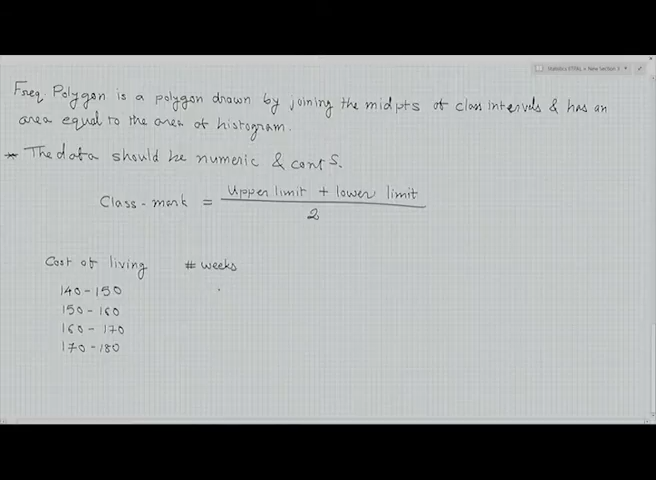 Freq. Polygon is a polygon drawn by joining the midpts of class intervals & has an
area equal to the area of histogram.
* The data should be numeric & conts.
Class-mark = Upper limit + lower limit
2
Cost of living # weeks
140-150
150-160
160-170
170-180